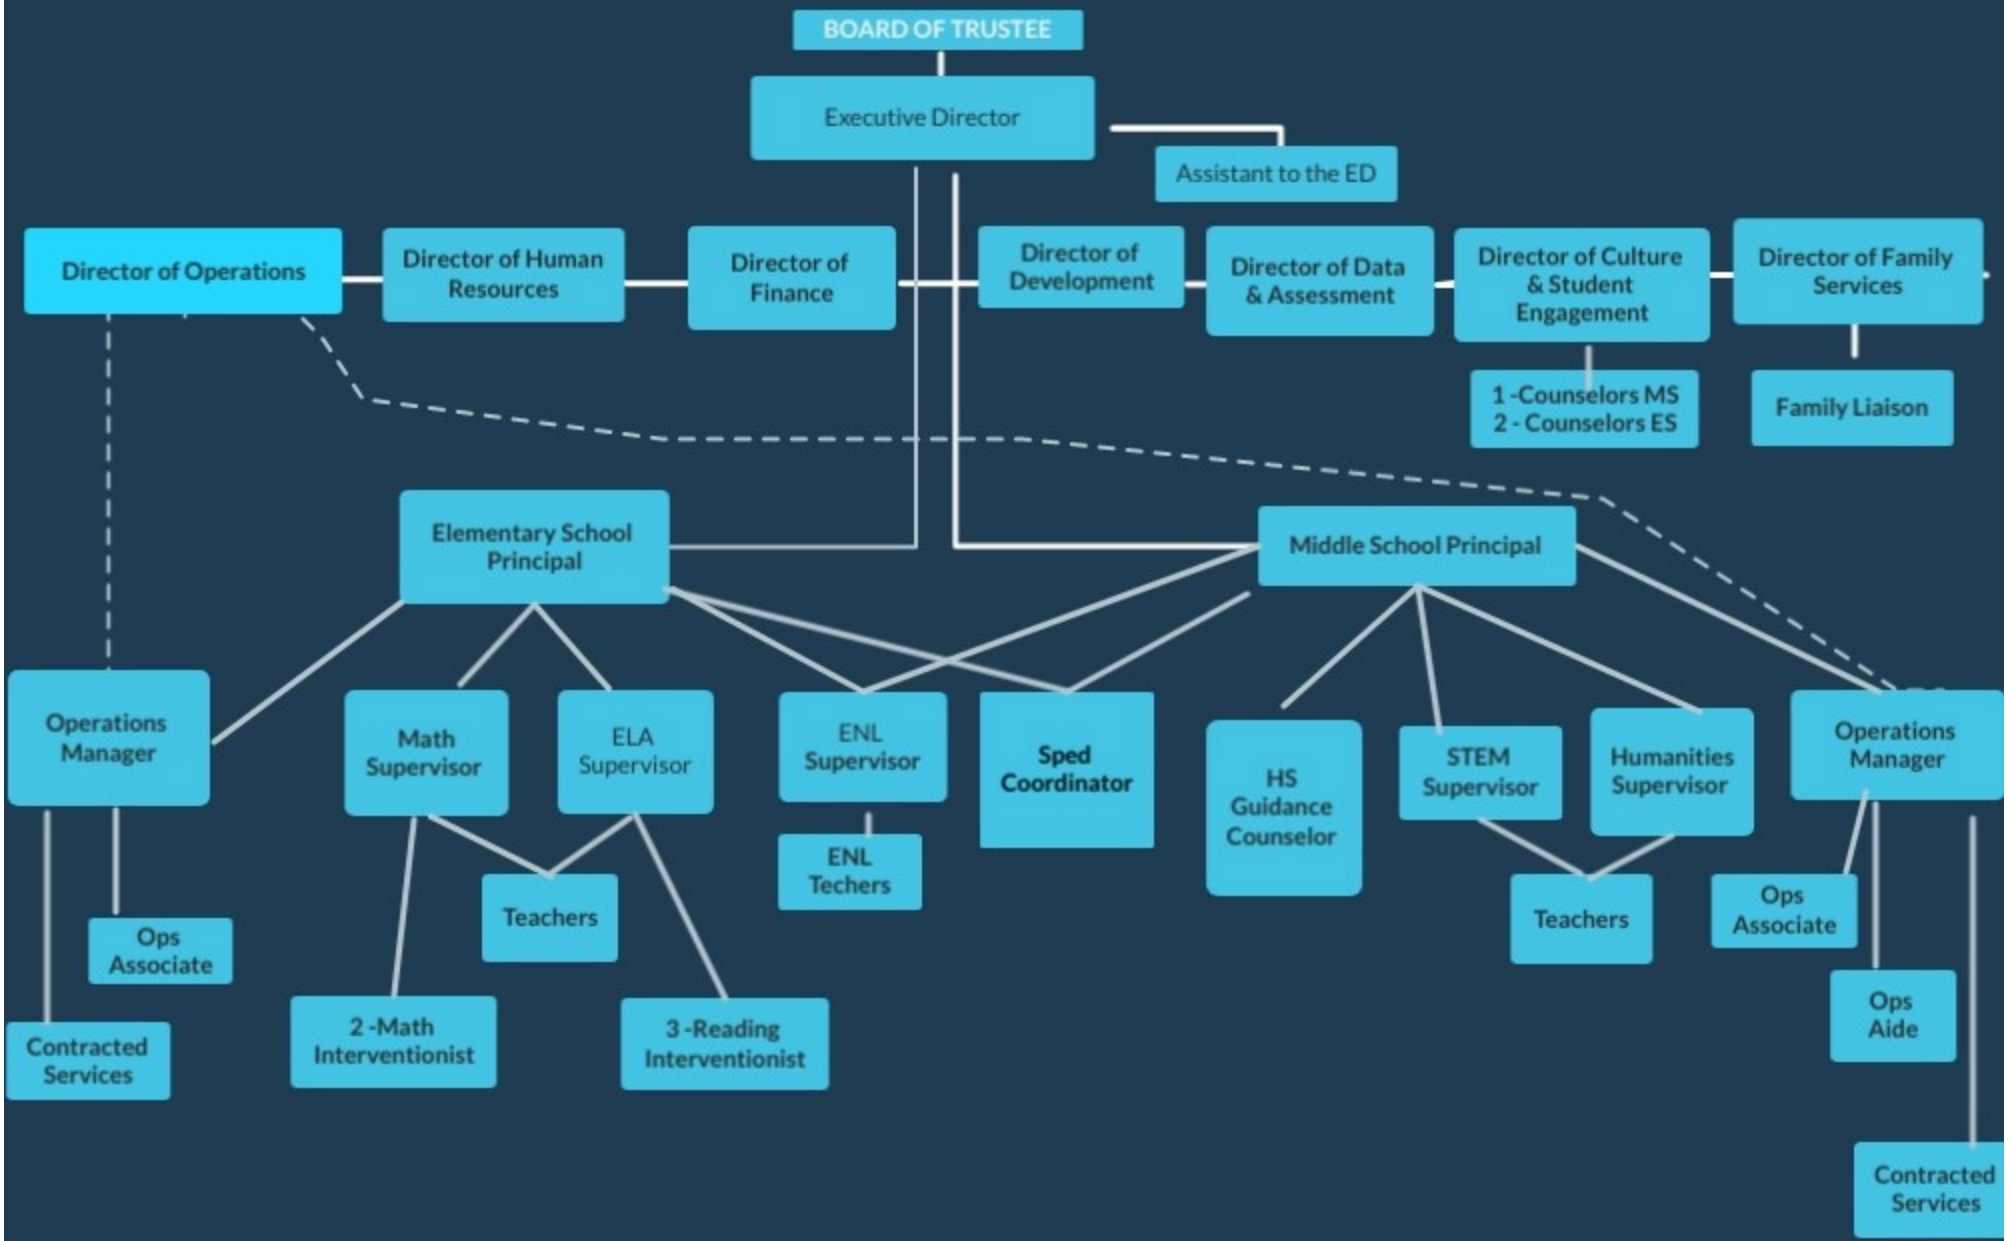 BOARD OF TRUSTEE
Executive Director
Assistant to the ED
Director of Operations
Director of Human
Resources
Director of
Finance
Director of
Development
Director of Data
& Assessment
Director of Culture
& Student
Engagement
Director of Family
Services
1 -Counselors MS
2 - Counselors ES
Family Liaison
Elementary School
Principal
Middle School Principal
Operations
Manager
Math
Supervisor
ELA
Supervisor
ENL
Supervisor
Sped
Coordinator
HS
Guidance
Counselor
STEM
Supervisor
Humanities
Supervisor
Operations
Manager
Ops
Associate
Teachers
ENL
Techers
Teachers
Ops
Associate
Contracted
Services
2 -Math
Interventionist
3 -Reading
Interventionist
Ops
Aide
Contracted
Services